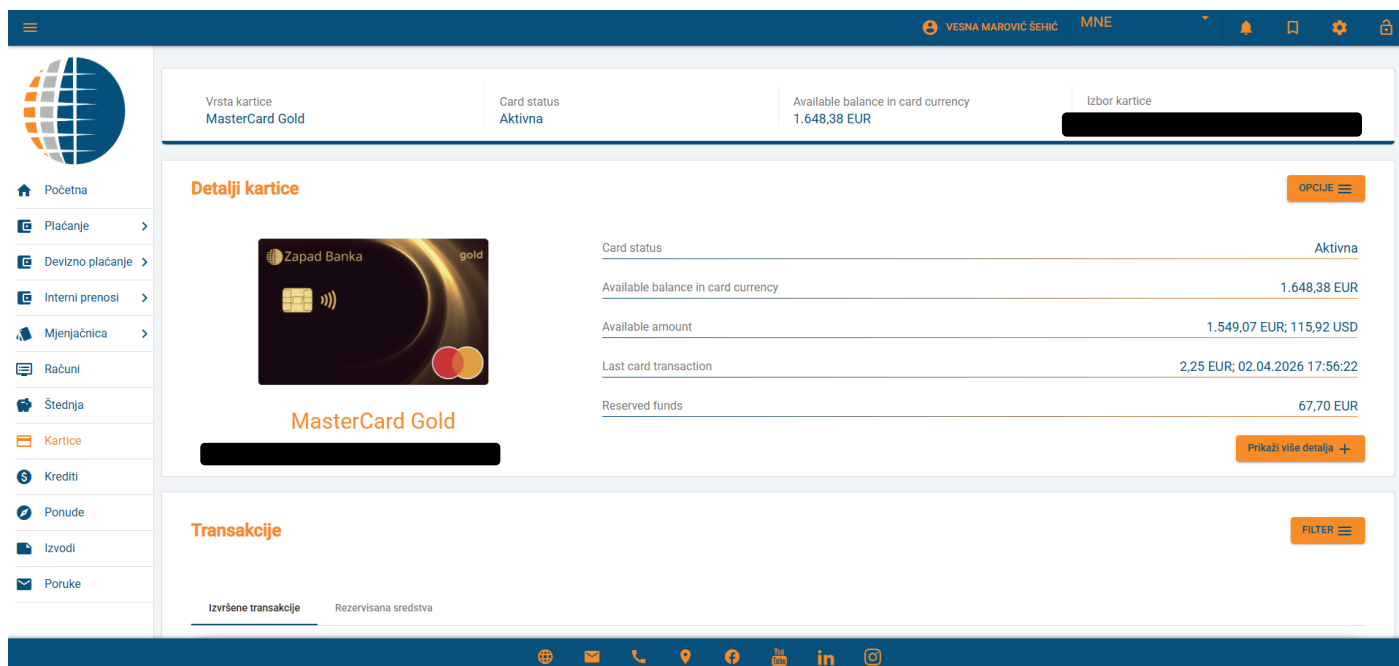 VESNA MAROVIĆ ŠEHIĆ MNE
Vrsta kartice
MasterCard Gold
Card status
Aktivna
Available balance in card currency
1.648,38 EUR
Izbor kartice
Početna
Plaćanje
Devizno plaćanje
Interni prenosi
Mjenjačnica
Računi
Štednja
Kartice
Krediti
Ponude
Izvodi
Poruke
Detalji kartice
OPCIJE
Zapad Banka gold
MasterCard Gold
Card status Aktivna
Available balance in card currency 1.648,38 EUR
Available amount 1.549,07 EUR; 115,92 USD
Last card transaction 2,25 EUR; 02.04.2026 17:56:22
Reserved funds 67,70 EUR
Prikaži više detalja
Transakcije
FILTER
Izvršene transakcije Rezervisana sredstva
You
Tube
in